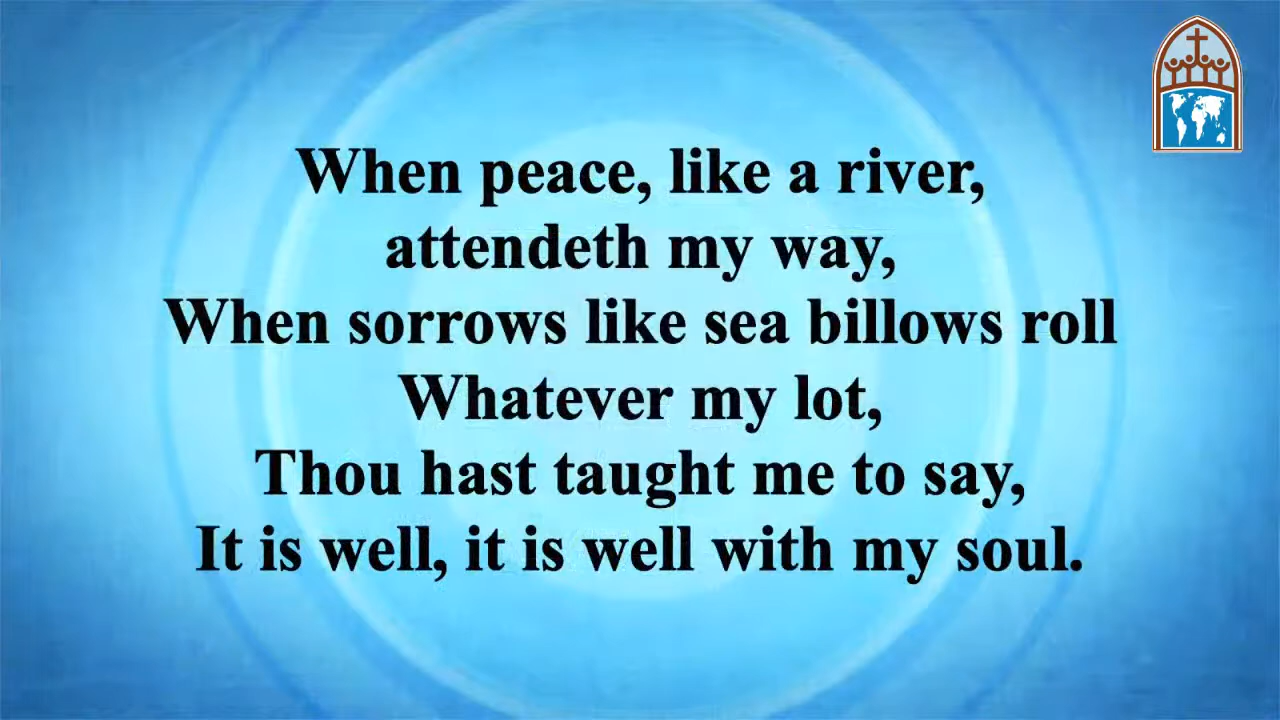 When peace, like a river,
attendeth my way,
When sorrows like sea billows roll
Whatever my lot,
Thou hast taught me to say,
It is well, it is well with my soul.